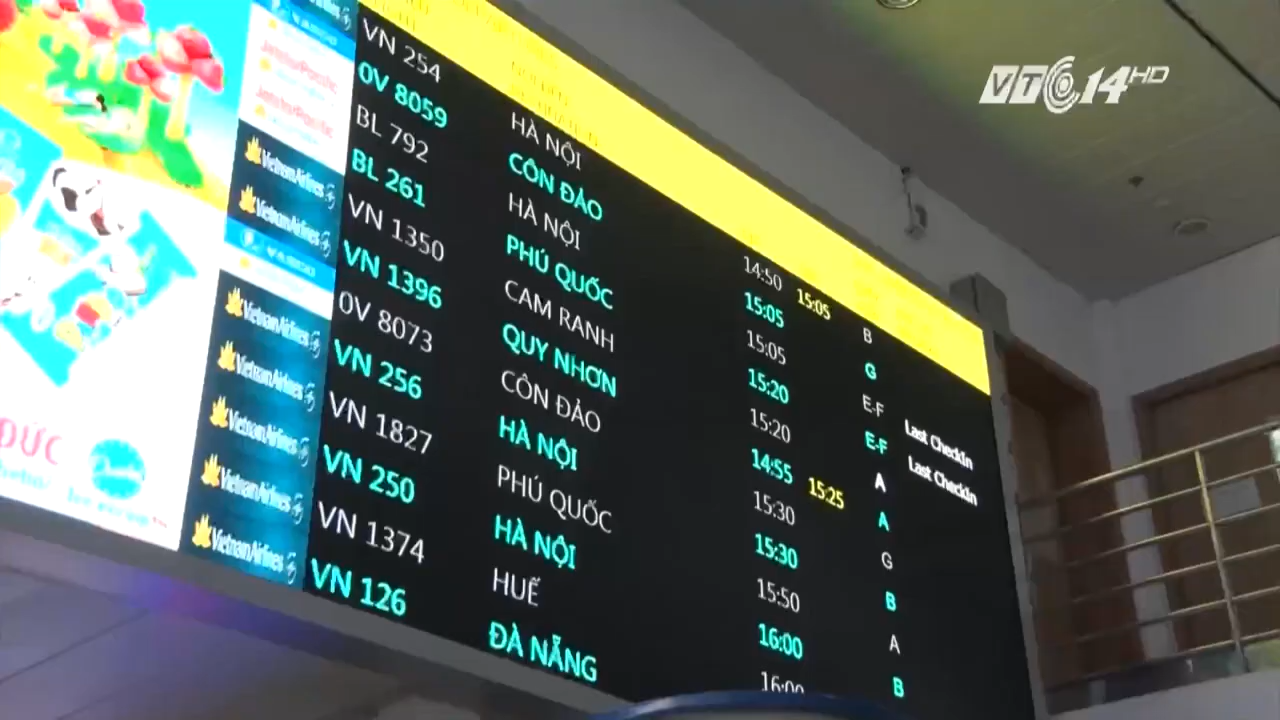 VTC14 HD
VN 254 HÀ NỘI 14:50 15:05 B
0V 8059 CÔN ĐẢO 15:05 G
Jetstar Pacific BL 792 HÀ NỘI 15:05 E-F Last CheckIn
Jetstar Pacific BL 261 PHÚ QUỐC 15:20 E-F Last CheckIn
Vietnam Airlines VN 1350 CAM RANH 15:20 A
Vietnam Airlines VN 1396 QUY NHƠN 14:55 15:25 A
VASCO 0V 8073 CÔN ĐẢO 15:30 G
Vietnam Airlines VN 256 HÀ NỘI 15:30 B
Vietnam Airlines VN 1827 PHÚ QUỐC 15:50 A
Vietnam Airlines VN 250 HÀ NỘI 16:00 B
Vietnam Airlines VN 1374 HUẾ 16:00
Vietnam Airlines VN 126 ĐÀ NẴNG
ĐỨC